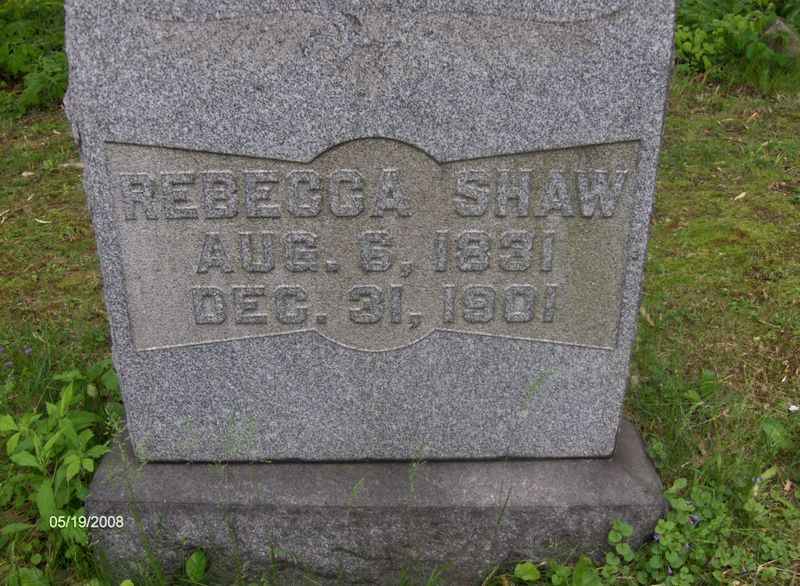 REBECCA SHAW
AUG. 6, 1831
DEC. 31, 1901
05/19/2008